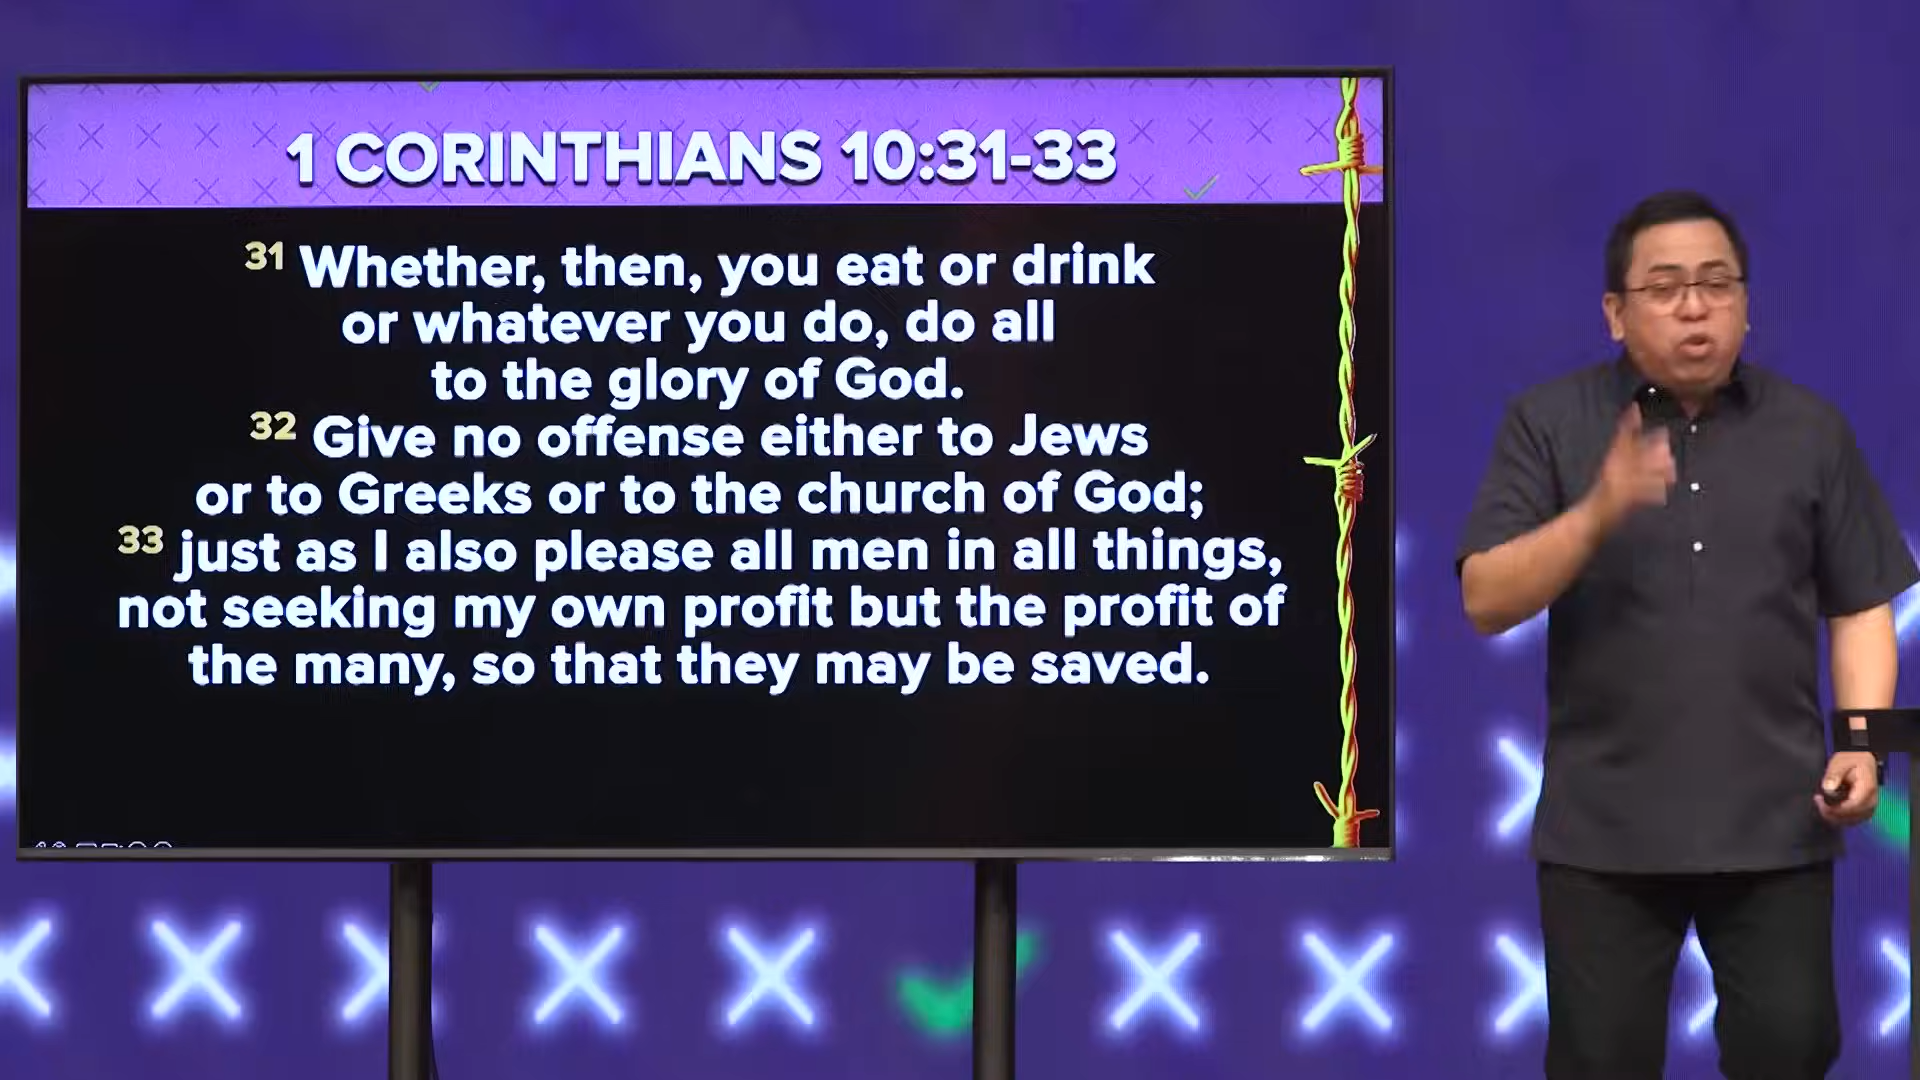 1 CORINTHIANS 10:31-33
31 Whether, then, you eat or drink
or whatever you do, do all
to the glory of God.
32 Give no offense either to Jews
or to Greeks or to the church of God;
33 just as I also please all men in all things,
not seeking my own profit but the profit of
the many, so that they may be saved.